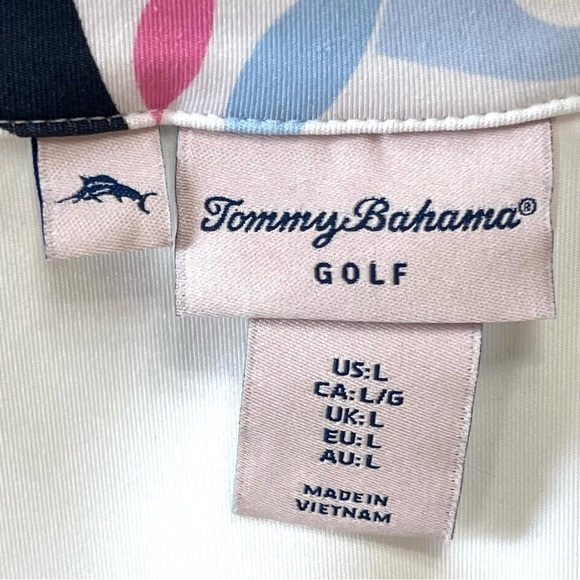 Tommy Bahama®
GOLF
US:L
CA:L/G
UK:L
EU:L
AU:L
MADE IN
VIETNAM